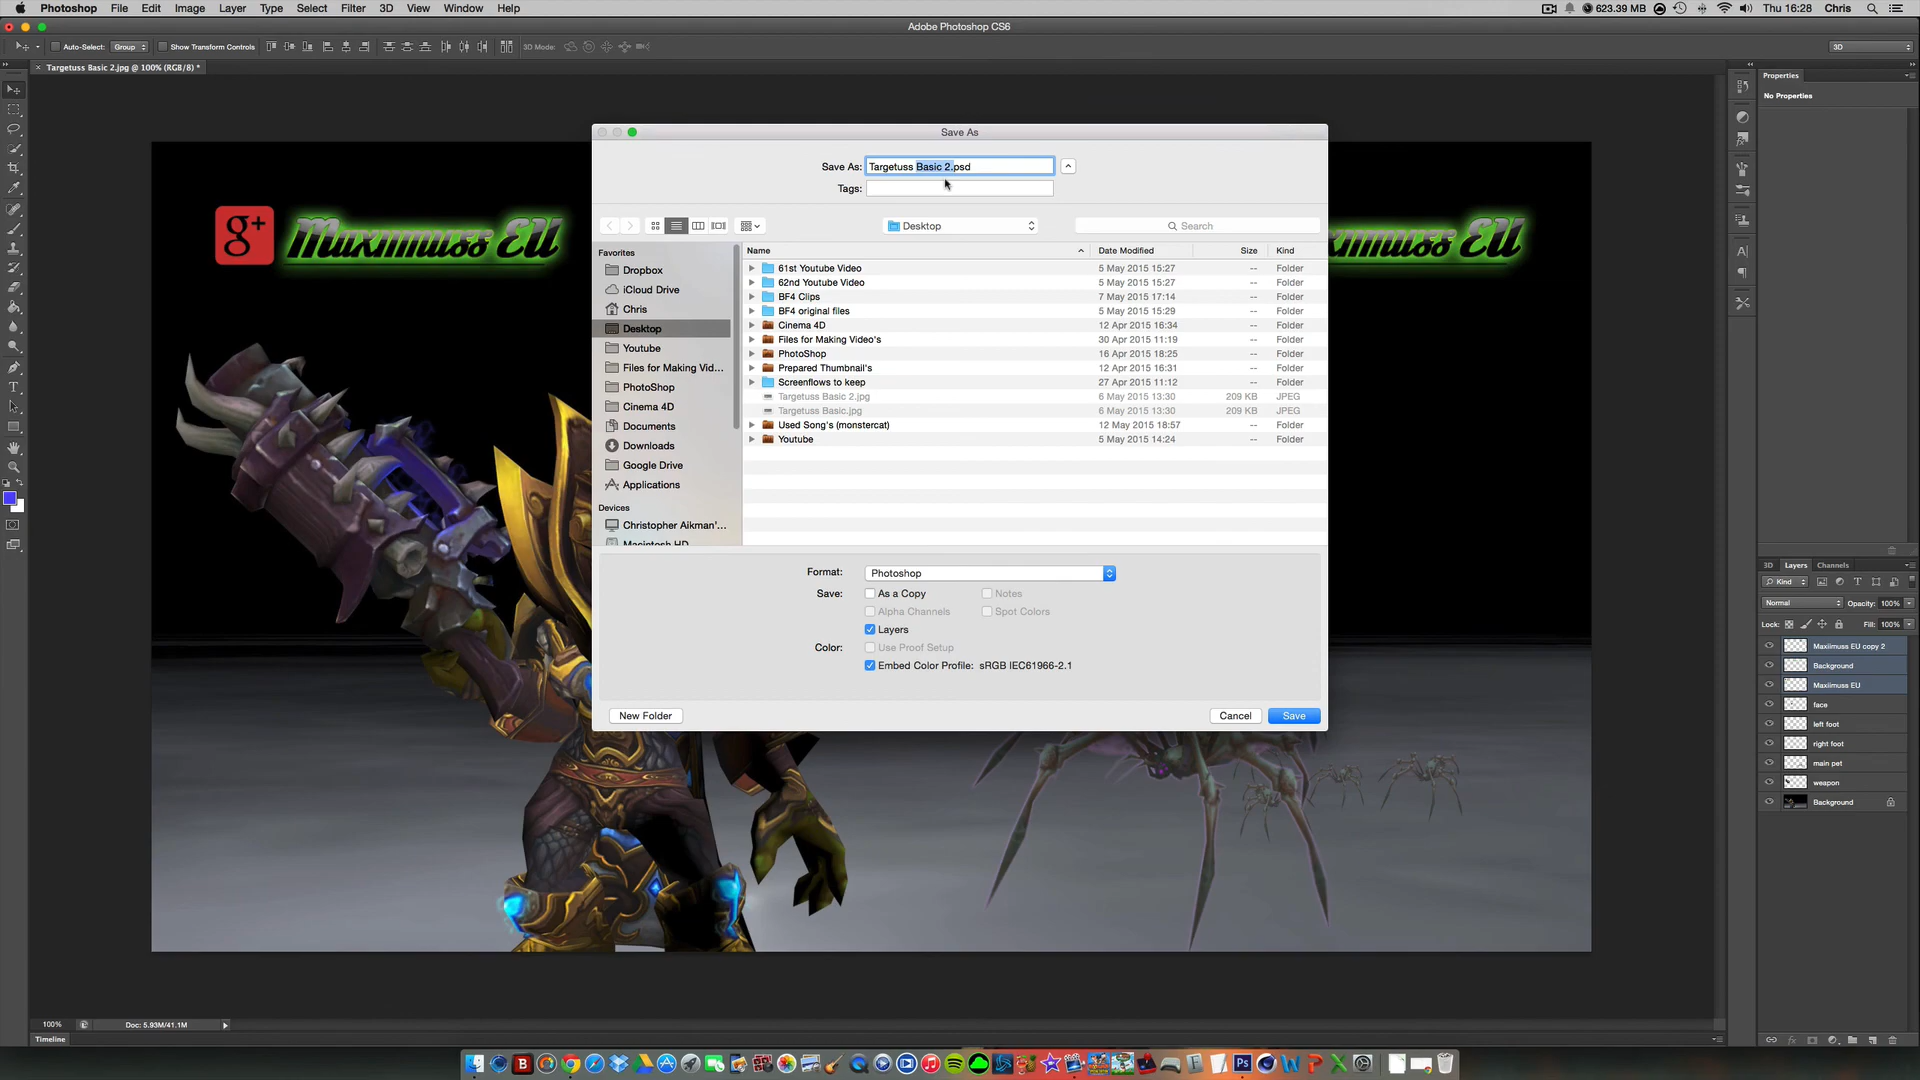 Photoshop File Edit Image Layer Type Select Filter 3D View Window Help 623.39 MB Thu 16:28 Chris
Adobe Photoshop CS6
Auto-Select: Group Show Transform Controls 3D Mode: 3D
Targetuss Basic 2.jpg @ 100% (RGB/8) *
Properties
No Properties
Save As
Save As: Targetuss Basic 2.psd
Tags:
Desktop
Search
g+ Maximuss EU
Favorites
Dropbox
iCloud Drive
Chris
Desktop
Youtube
Files for Making Vid...
PhotoShop
Cinema 4D
Documents
Downloads
Google Drive
Applications
Devices
Christopher Aikman'...
Macintosh HD
Name Date Modified Size Kind
61st Youtube Video 5 May 2015 15:27 -- Folder
62nd Youtube Video 5 May 2015 15:27 -- Folder
BF4 Clips 7 May 2015 17:14 -- Folder
BF4 original files 5 May 2015 15:29 -- Folder
Cinema 4D 12 Apr 2015 16:34 -- Folder
Files for Making Video's 30 Apr 2015 11:19 -- Folder
PhotoShop 16 Apr 2015 18:25 -- Folder
Prepared Thumbnail's 12 Apr 2015 16:31 -- Folder
Screenflows to keep 27 Apr 2015 11:12 -- Folder
Targetuss Basic 2.jpg 6 May 2015 13:30 209 KB JPEG
Targetuss Basic.jpg 6 May 2015 13:30 209 KB JPEG
Used Song's (monstercat) 12 May 2015 18:57 -- Folder
Youtube 5 May 2015 14:24 -- Folder
Format: Photoshop
Save: As a Copy Notes
Alpha Channels Spot Colors
Layers
Color: Use Proof Setup
Embed Color Profile: sRGB IEC61966-2.1
New Folder Cancel Save
ximuss EU
3D Layers Channels
Kind
Normal Opacity: 100%
Lock: Fill: 100%
Maxiimuss EU copy 2
Background
Maxiimuss EU
face
left foot
right foot
main pet
weapon
Background
100% Doc: 5.93M/41.1M
Timeline